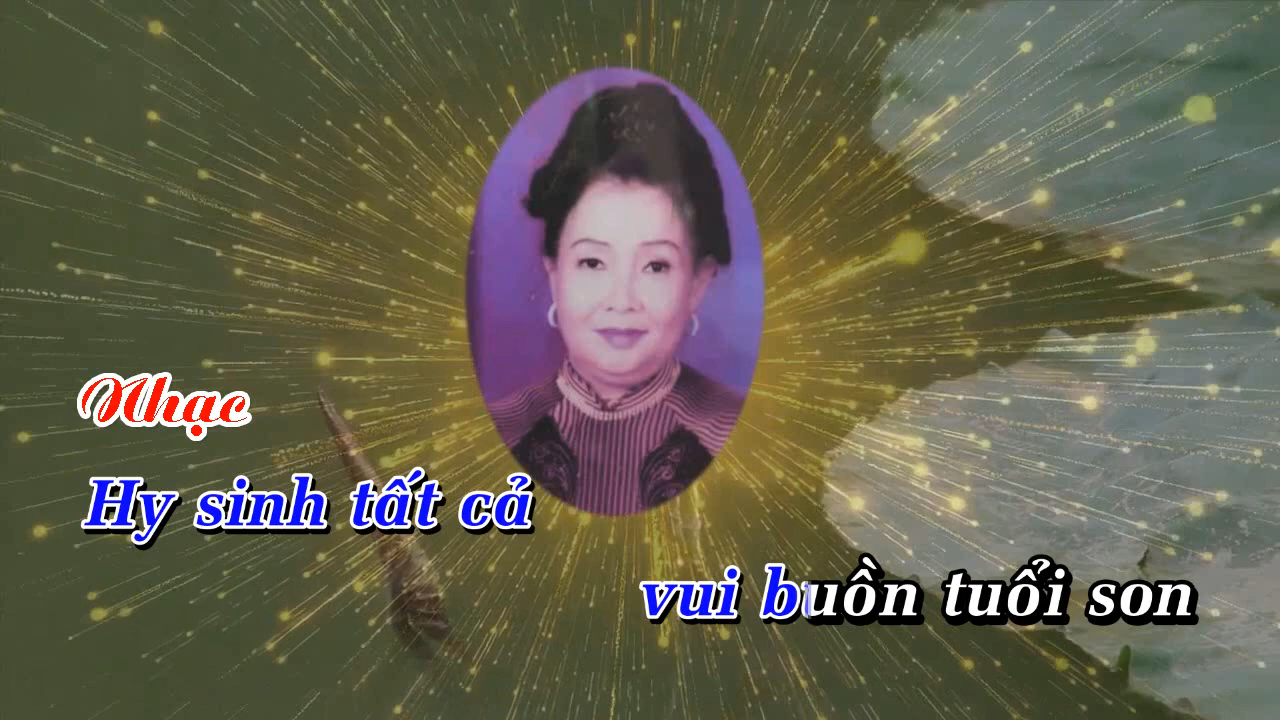 Nhạc
Hy sinh tất cả
vui buồn tuổi son